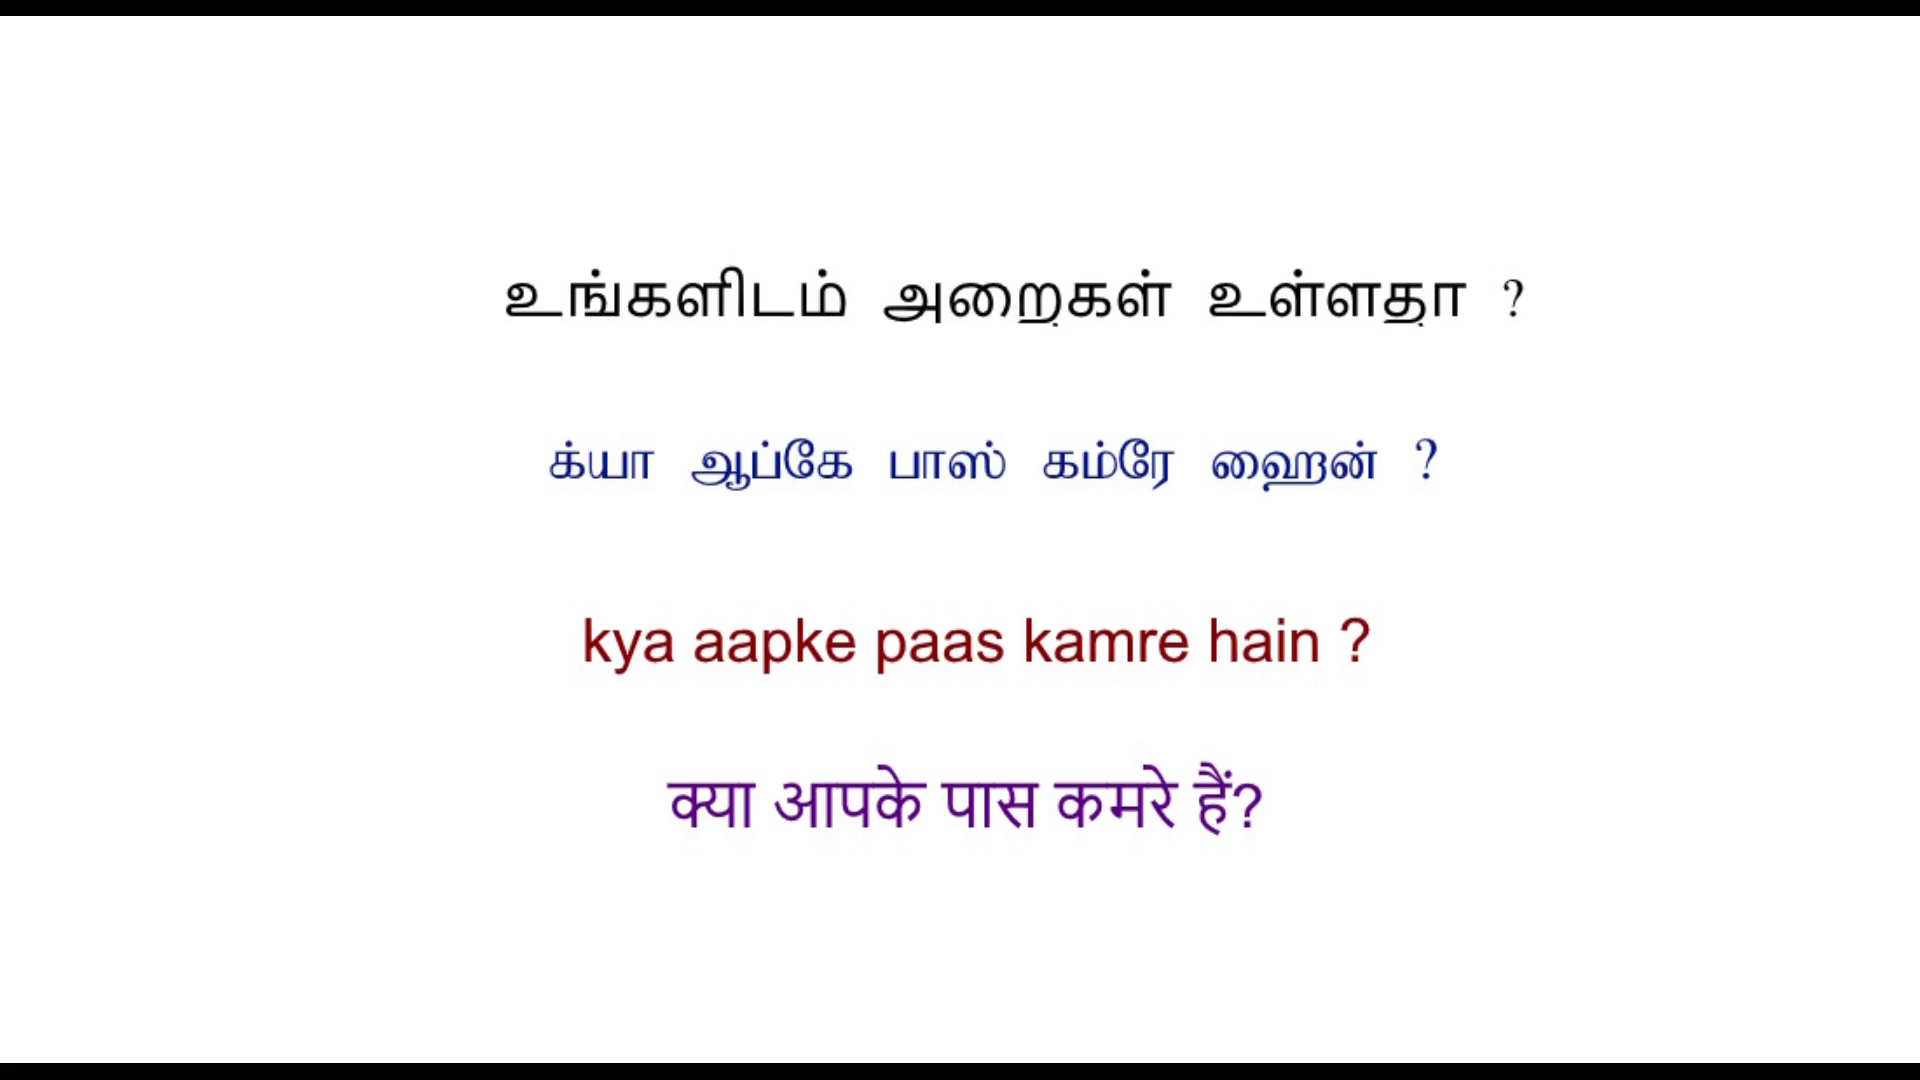 உங்களிடம் அறைகள் உள்ளதா ?
க்யா ஆப்கே பாஸ் கம்ரே ஹைன் ?
kya aapke paas kamre hain ?
क्या आपके पास कमरे हैं?